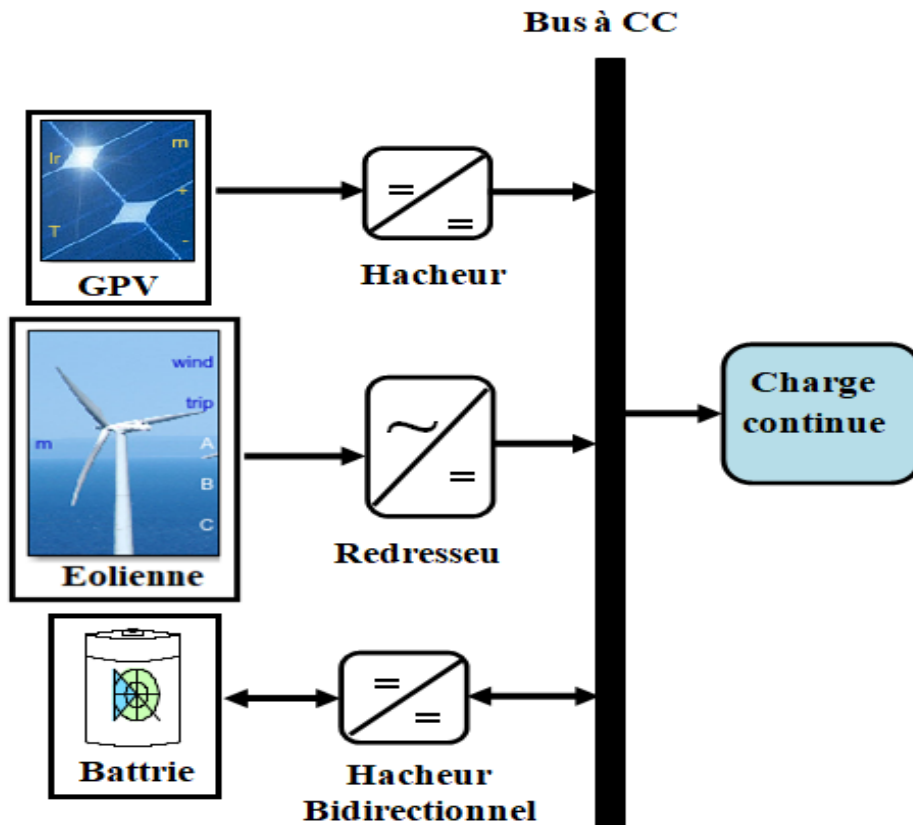 Bus à CC
Ir
m
+
T
-
=
=
GPV
Hacheur
wind
trip
m
A
B
C
~
=
Eolienne
Redresseu
Charge
continue
=
=
Battrie
Hacheur
Bidirectionnel